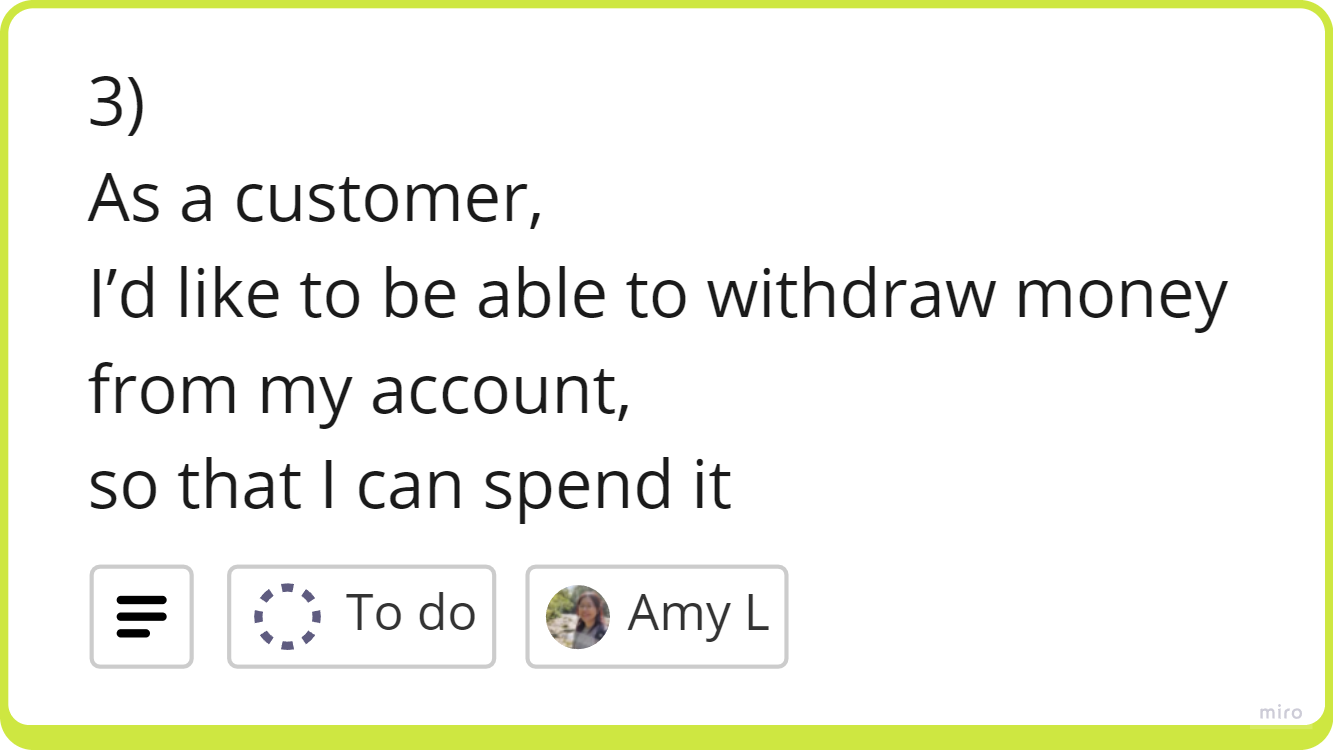 3)
As a customer,
I’d like to be able to withdraw money
from my account,
so that I can spend it
To do
Amy L
miro